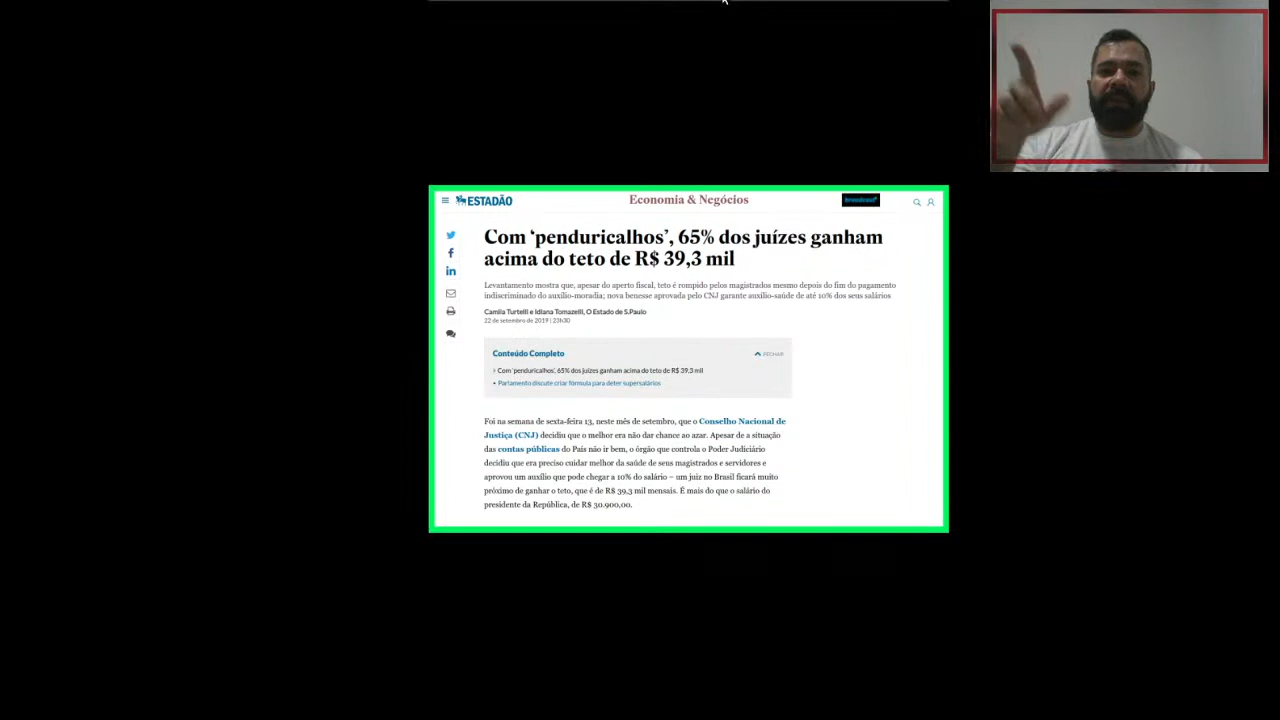 ESTADÃO
Economia & Negócios
Com ‘penduricalhos’, 65% dos juízes ganham
acima do teto de R$ 39,3 mil
Levantamento mostra que, apesar do aperto fiscal, teto é rompido pelos magistrados mesmo depois do fim do pagamento
indiscriminado do auxílio-moradia; nova benesse aprovada pelo CNJ garante auxílio-saúde de até 10% dos seus salários
Camila Turtelli e Idiana Tomazelli, O Estado de S.Paulo
22 de setembro de 2019 | 23h30
Conteúdo Completo
FECHAR
Com 'penduricalhos', 65% dos juízes ganham acima do teto de R$ 39,3 mil
Parlamento discute criar fórmula para deter supersalários
Foi na semana de sexta-feira 13, neste mês de setembro, que o Conselho Nacional de
Justiça (CNJ) decidiu que o melhor era não dar chance ao azar. Apesar de a situação
das contas públicas do País não ir bem, o órgão que controla o Poder Judiciário
decidiu que era preciso cuidar melhor da saúde de seus magistrados e servidores e
aprovou um auxílio que pode chegar a 10% do salário – um juiz no Brasil ficará muito
próximo de ganhar o teto, que é de R$ 39,3 mil mensais. É mais do que o salário do
presidente da República, de R$ 30.900,00.